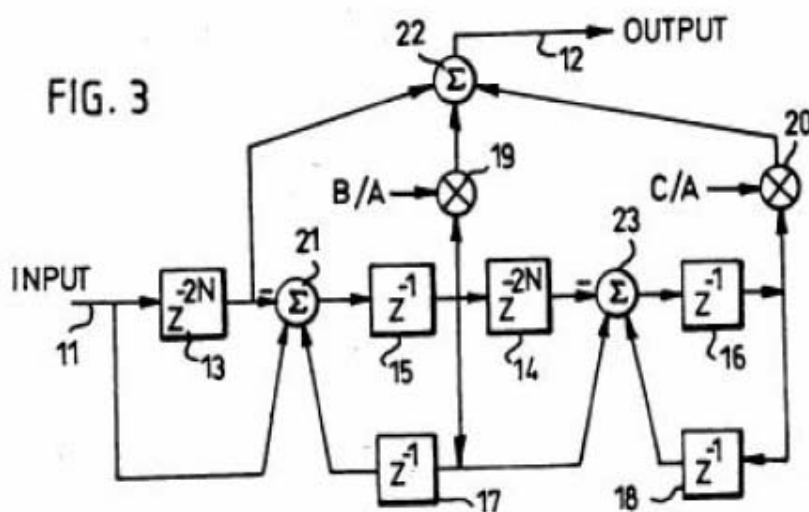 FIG. 3
22
Σ
12
OUTPUT
19
20
B/A
C/A
INPUT
11
Z-2N
13
21
Σ
Z-1
15
Z-2N
14
23
Σ
Z-1
16
Z-1
17
Z-1
18